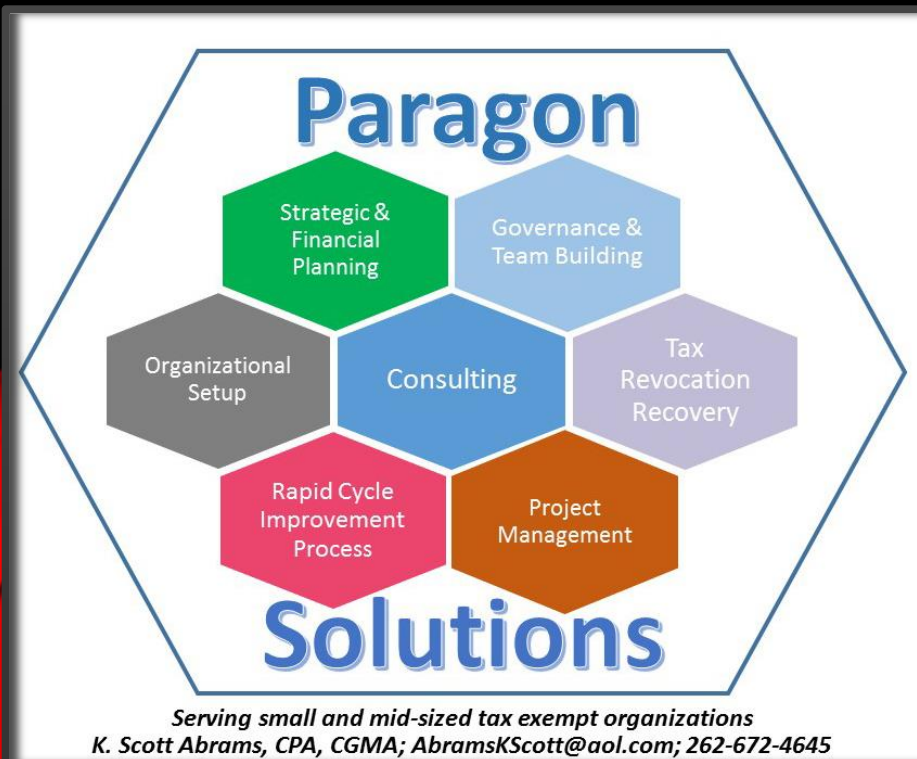 Paragon
Strategic &
Financial
Planning
Governance &
Team Building
Organizational
Setup
Consulting
Tax
Revocation
Recovery
Rapid Cycle
Improvement
Process
Project
Management
Solutions
Serving small and mid-sized tax exempt organizations
K. Scott Abrams, CPA, CGMA; AbramsKScott@aol.com; 262-672-4645